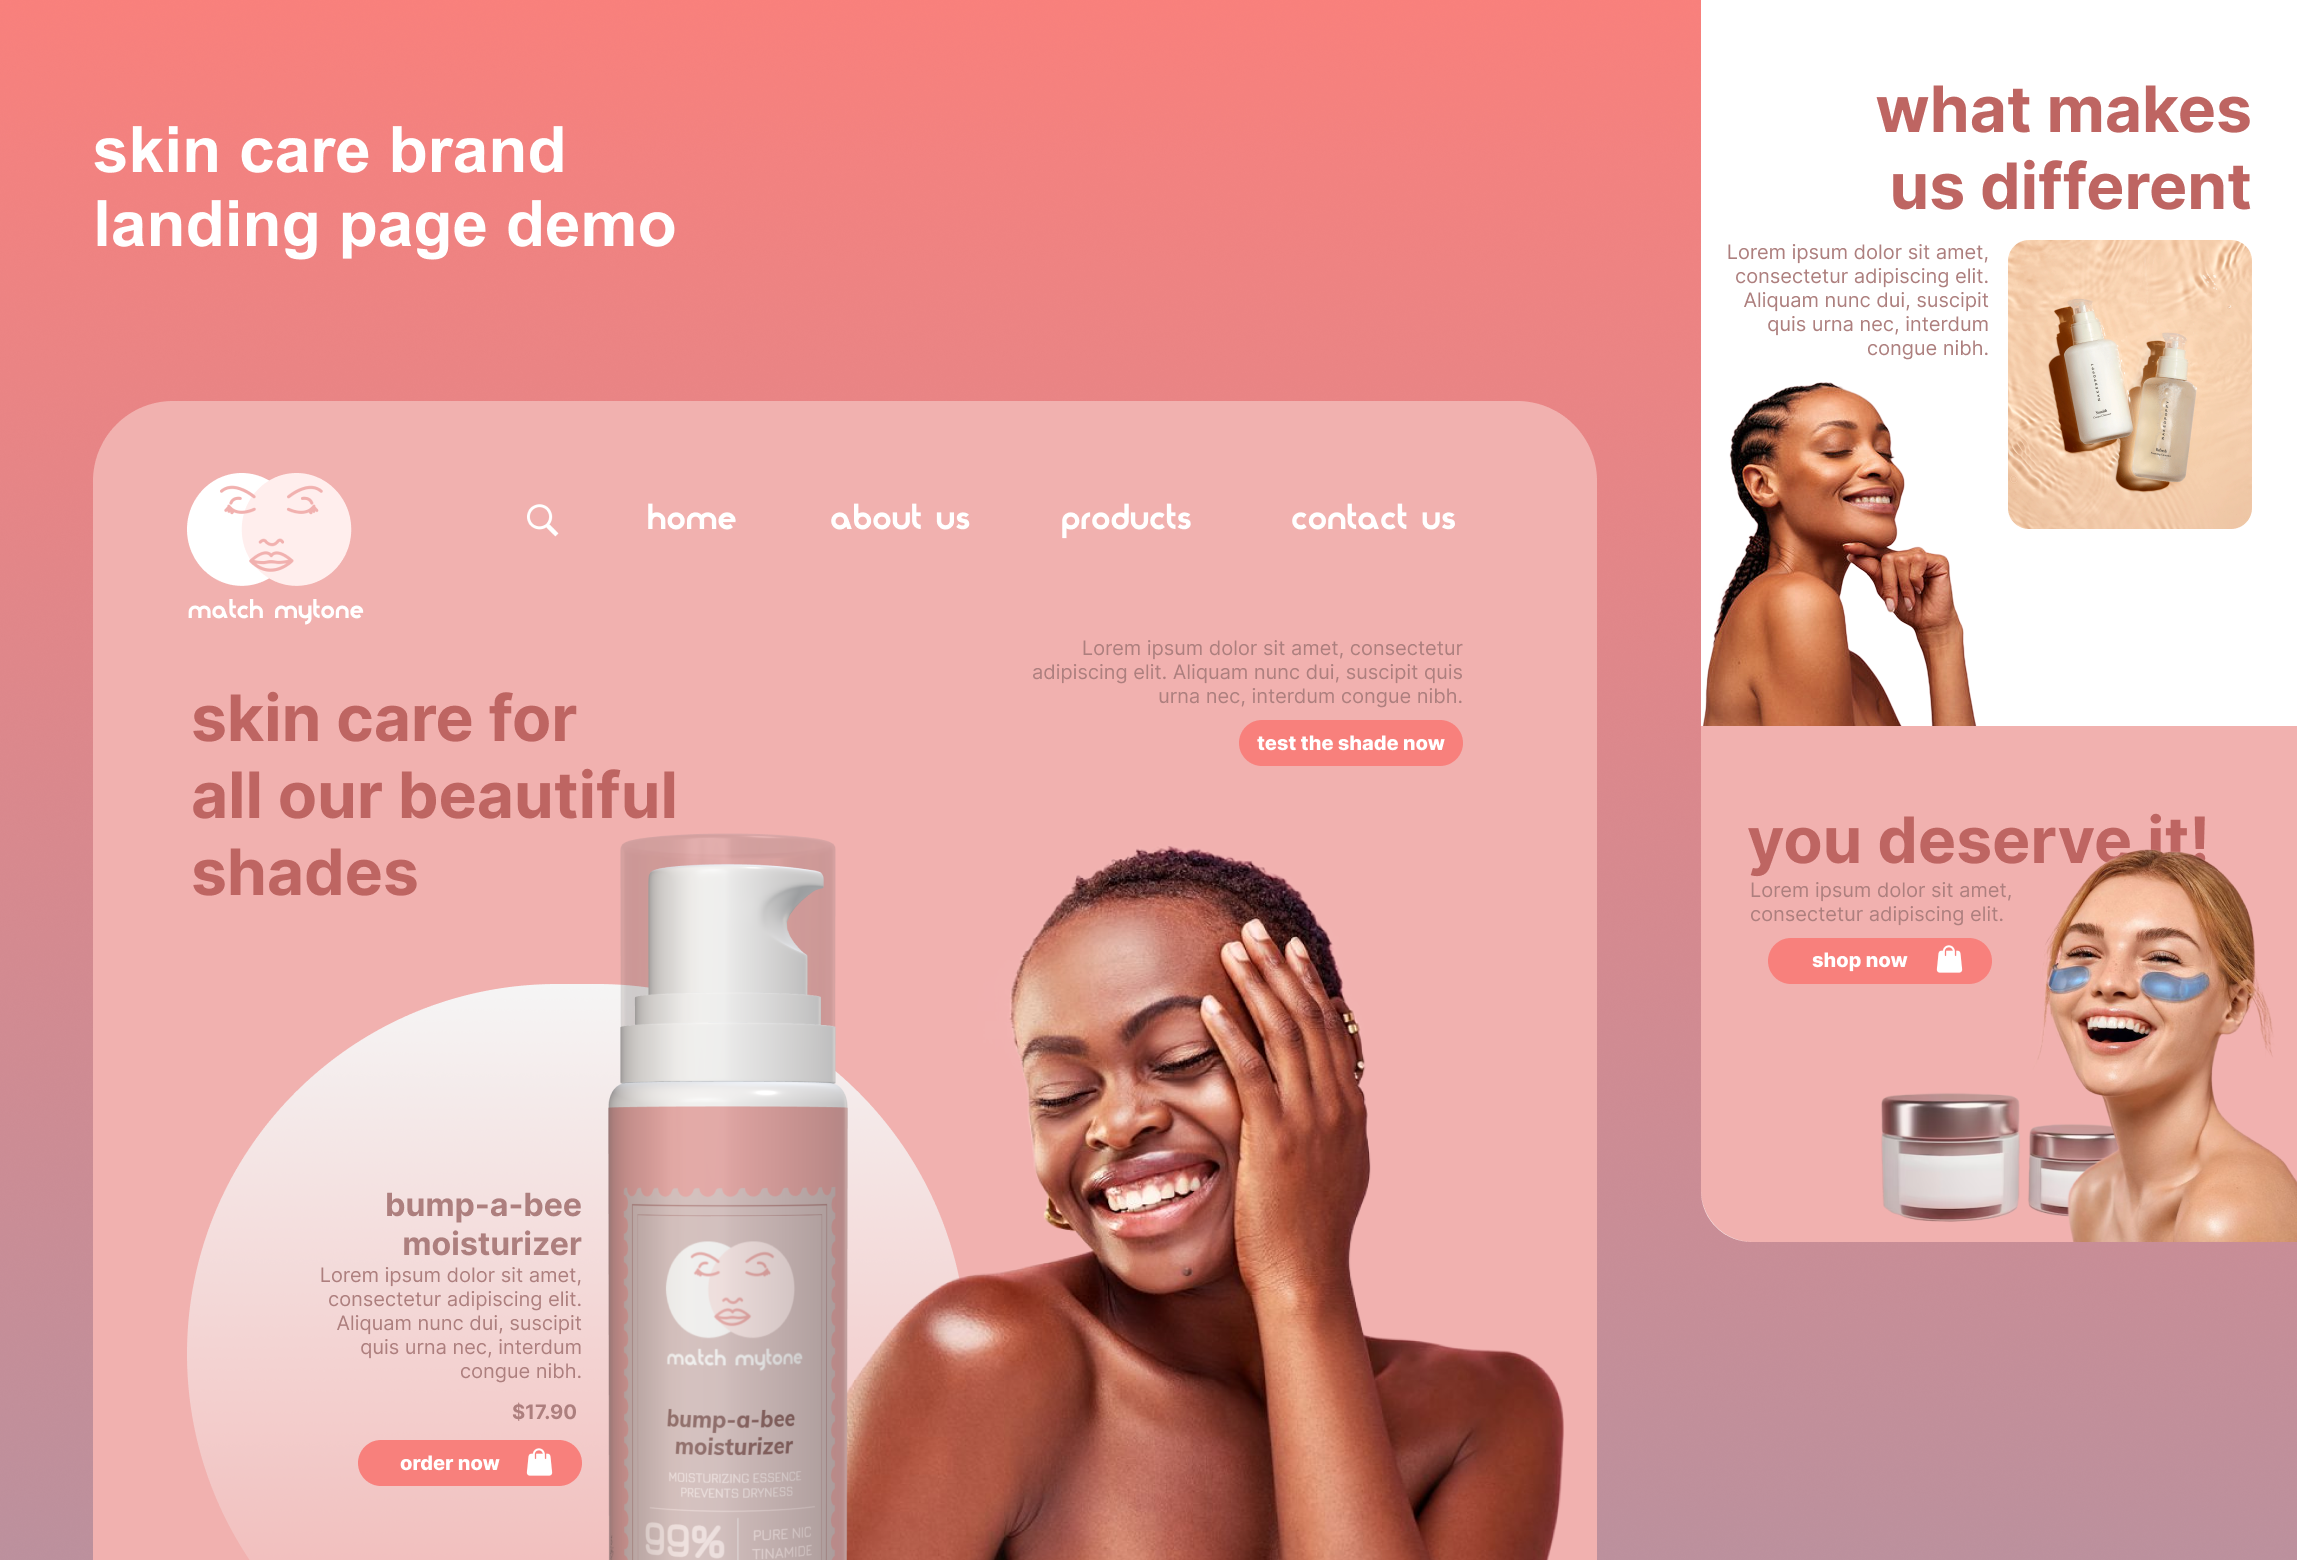 skin care brand
landing page demo
match mytone
home
about us
products
contact us
Lorem ipsum dolor sit amet, consectetur
adipiscing elit. Aliquam nunc dui, suscipit quis
urna nec, interdum congue nibh.
test the shade now
skin care for
all our beautiful
shades
bump-a-bee
moisturizer
Lorem ipsum dolor sit amet,
consectetur adipiscing elit.
Aliquam nunc dui, suscipit
quis urna nec, interdum
congue nibh.
$17.90
order now
match mytone
bump-a-bee
moisturizer
MOISTURIZING ESSENCE
PREVENTS DRYNESS
99%
PURE NIC
TINAMIDE
what makes
us different
Lorem ipsum dolor sit amet,
consectetur adipiscing elit.
Aliquam nunc dui, suscipit
quis urna nec, interdum
congue nibh.
you deserve it!
Lorem ipsum dolor sit amet,
consectetur adipiscing elit.
shop now